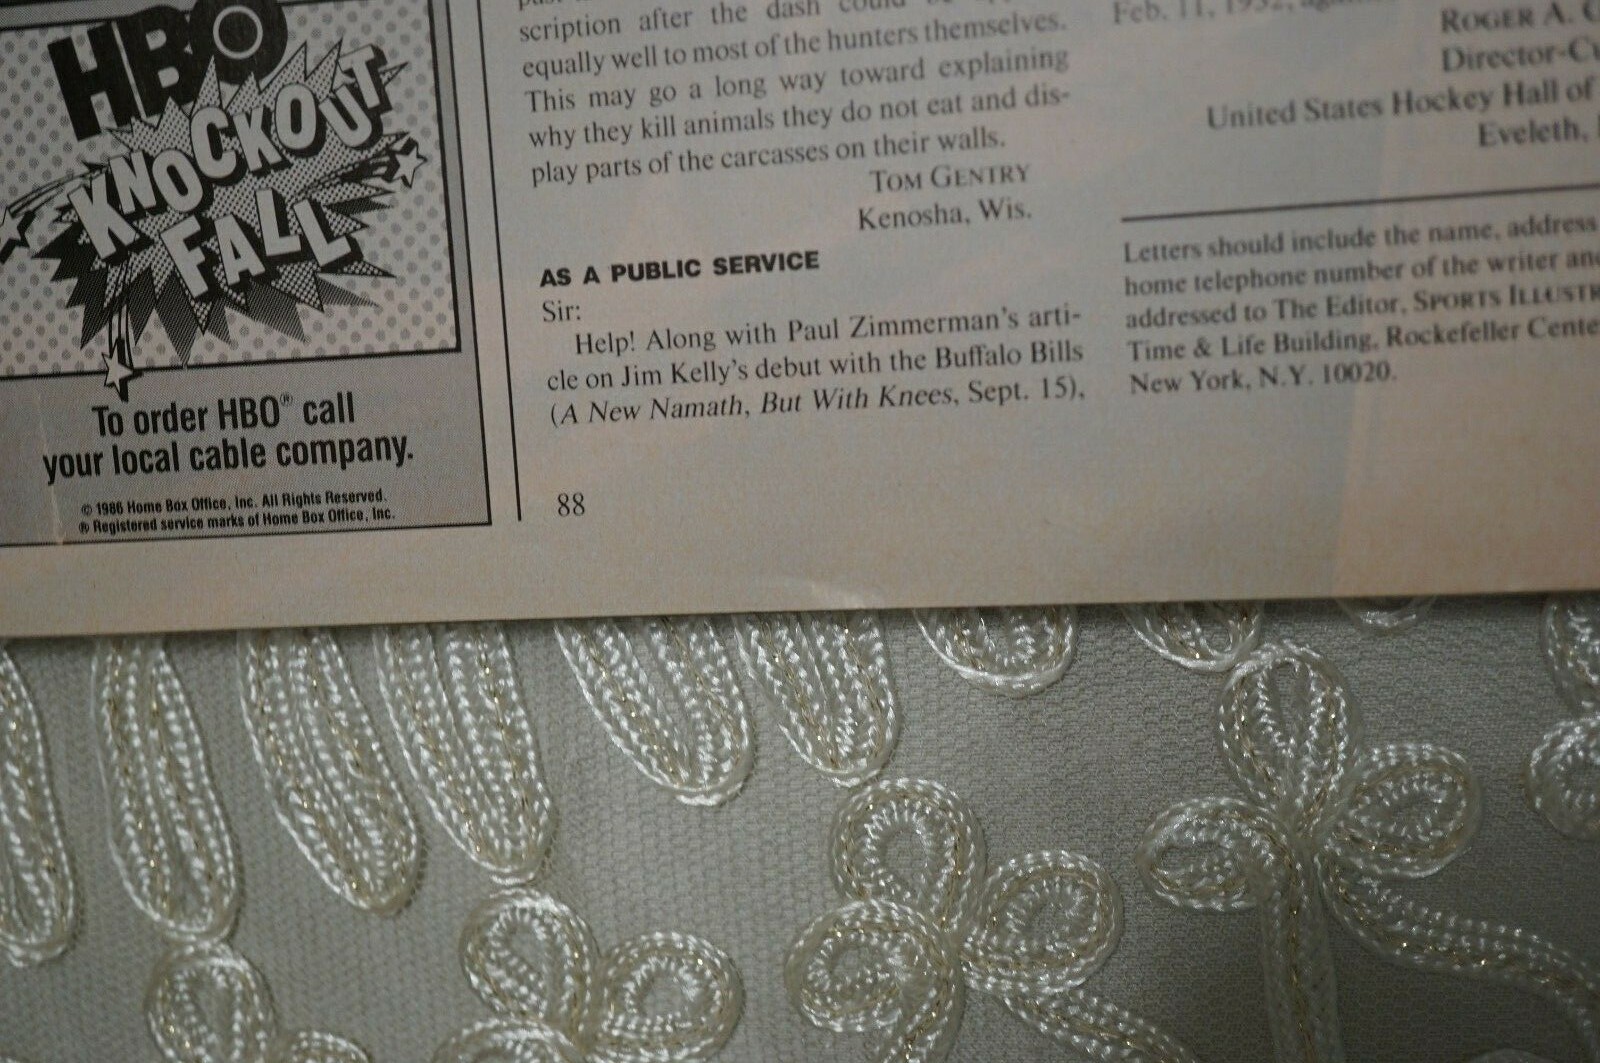 HBO
KNOCKOUT
FALL
To order HBO® call
your local cable company.
© 1986 Home Box Office, Inc. All Rights Reserved.
® Registered service marks of Home Box Office, Inc.
scription after the dash could be
equally well to most of the hunters themselves.
This may go a long way toward explaining
why they kill animals they do not eat and dis-
play parts of the carcasses on their walls.
TOM GENTRY
Kenosha, Wis.
AS A PUBLIC SERVICE
Sir:
Help! Along with Paul Zimmerman's arti-
cle on Jim Kelly's debut with the Buffalo Bills
(A New Namath, But With Knees, Sept. 15),
88
Feb. 11, 1932,
ROGER A.
Director-Cu
United States Hockey Hall of
Eveleth,
Letters should include the name, address
home telephone number of the writer and
addressed to The Editor, SPORTS ILLUSTR
Time & Life Building, Rockefeller Cente
New York, N.Y. 10020.